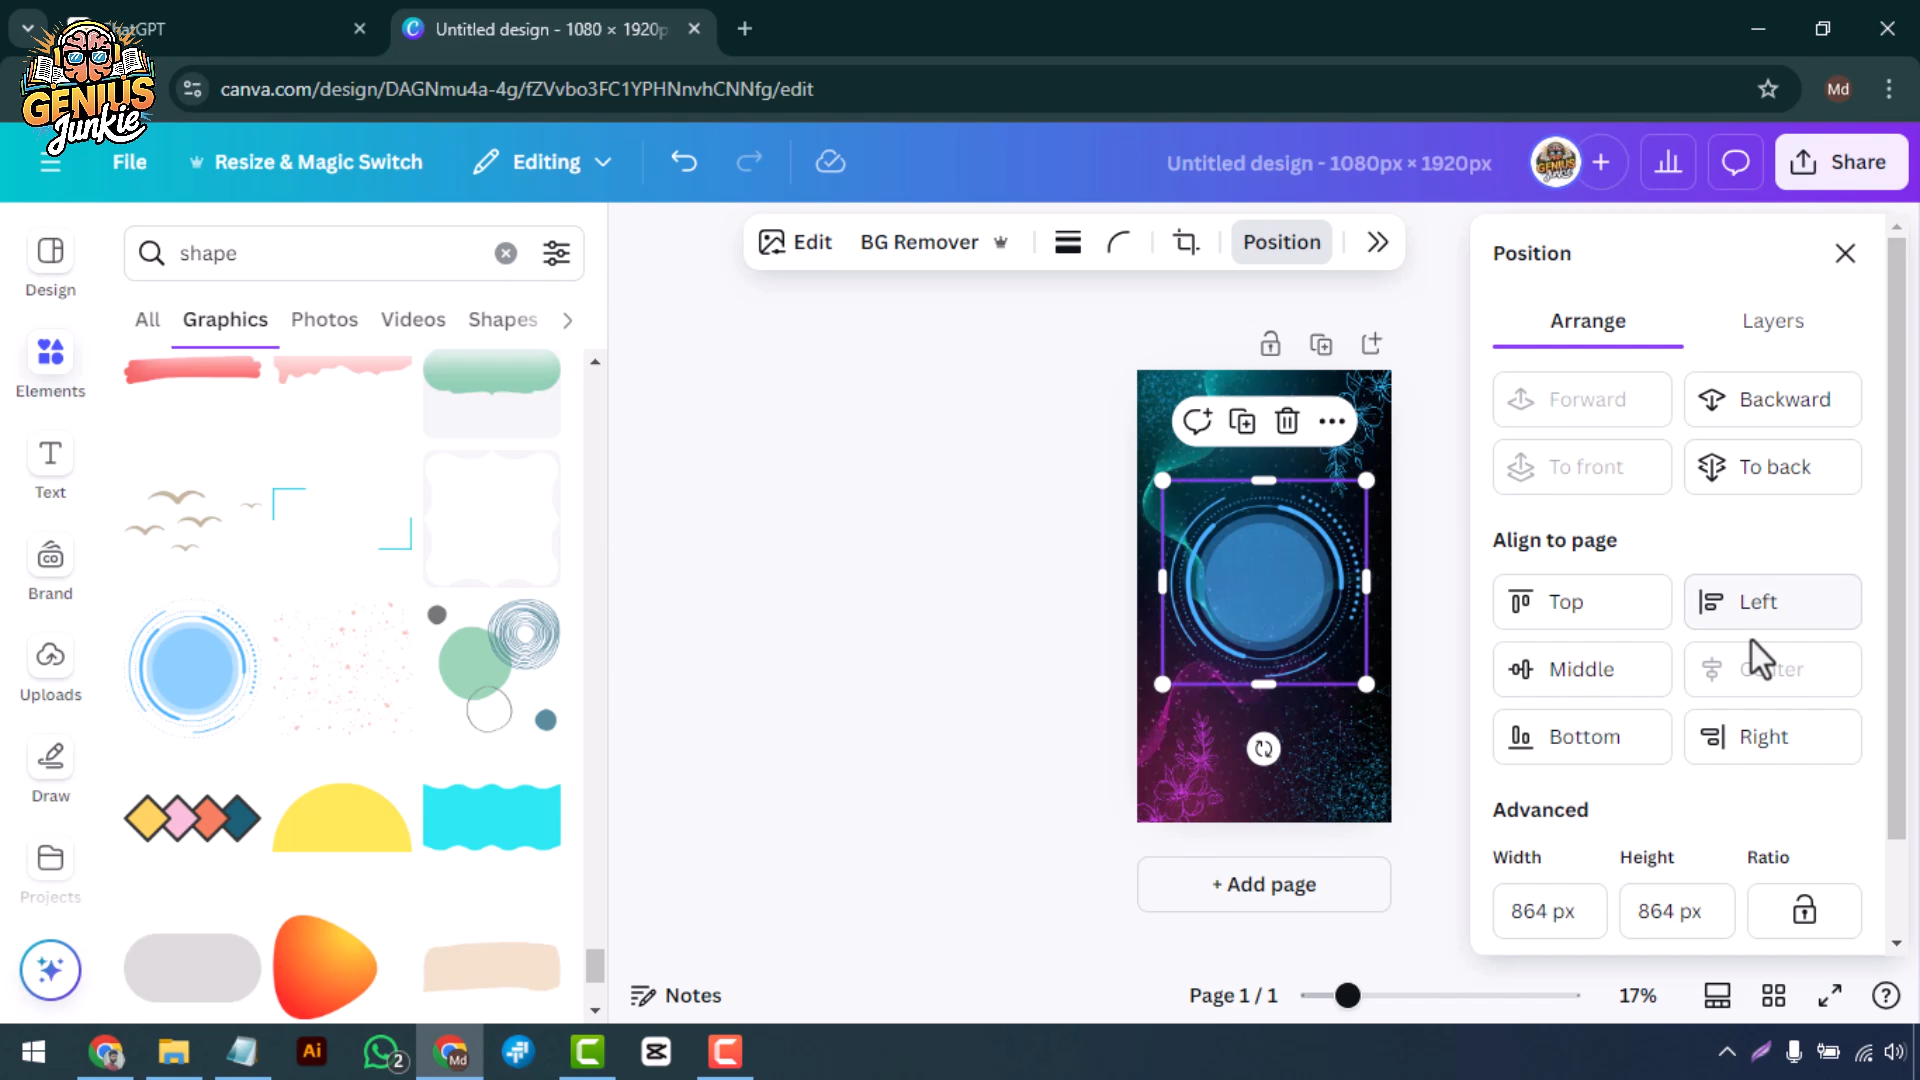 Untitled design - 1080 × 1920p
GENIUS
Junkie
canva.com/design/DAGNmu4a-4g/fZVvbo3FC1YPHNnvhCNNfg/edit
Md
File
Resize & Magic Switch
Editing
Untitled design - 1080px × 1920px
Share
Design
Elements
Text
Brand
Uploads
Draw
Projects
shape
All
Graphics
Photos
Videos
Shapes
Edit
BG Remover
Position
Position
Arrange
Layers
Forward
Backward
To front
To back
Align to page
Top
Left
Middle
Bottom
Right
Advanced
Width
Height
Ratio
864 px
864 px
+ Add page
Notes
Page 1 / 1
17%
Ai
2
Md